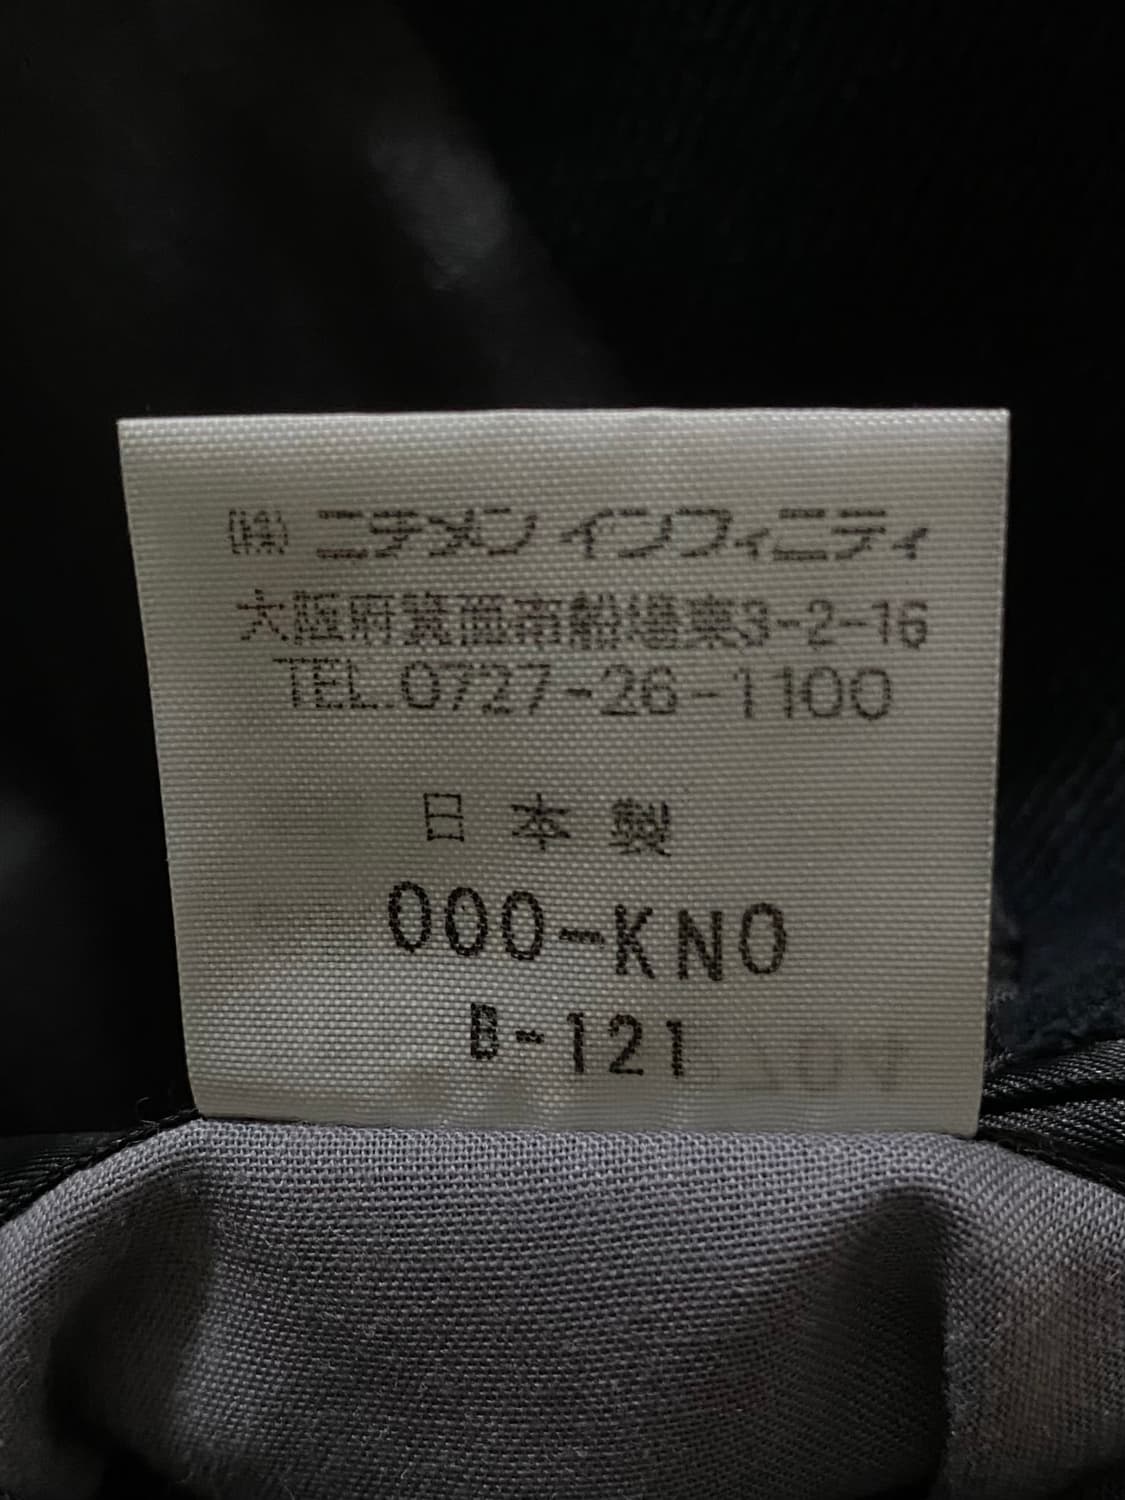 ㈱ ニチメン インフィニティ
大阪府箕面市船場東3-2-16
TEL.0727-26-1100
日本製
000-KNO
B-121